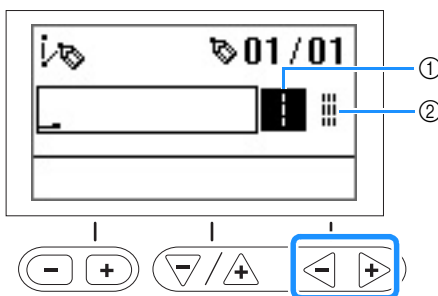 01/01
①
②
- + - / + - +